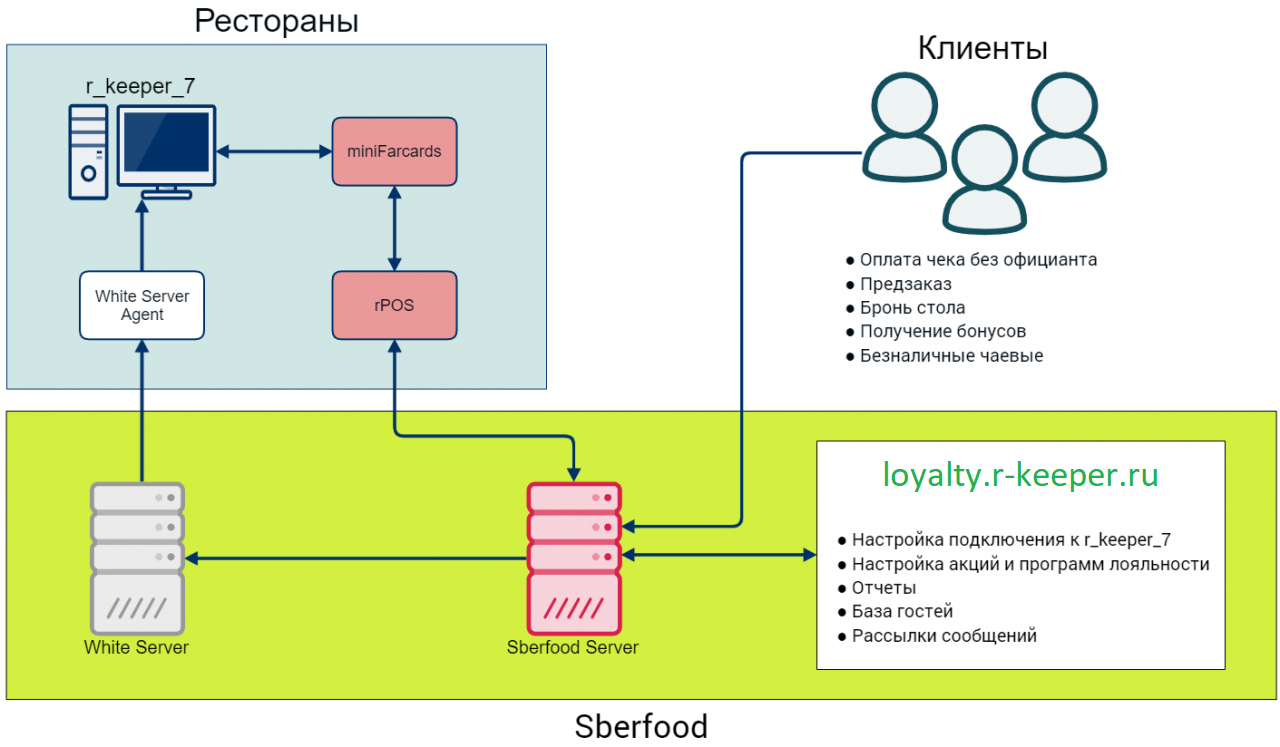 Рестораны
r_keeper_7
miniFarcards
White Server
Agent
rPOS
Клиенты
● Оплата чека без официанта
● Предзаказ
● Бронь стола
● Получение бонусов
● Безналичные чаевые
White Server
Sberfood Server
loyalty.r-keeper.ru
● Настройка подключения к r_keeper_7
● Настройка акций и программ лояльности
● Отчеты
● База гостей
● Рассылки сообщений
Sberfood